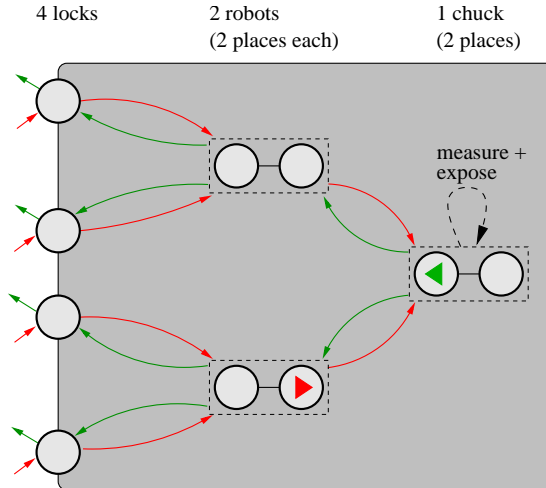 4 locks
2 robots
(2 places each)
1 chuck
(2 places)
measure +
expose